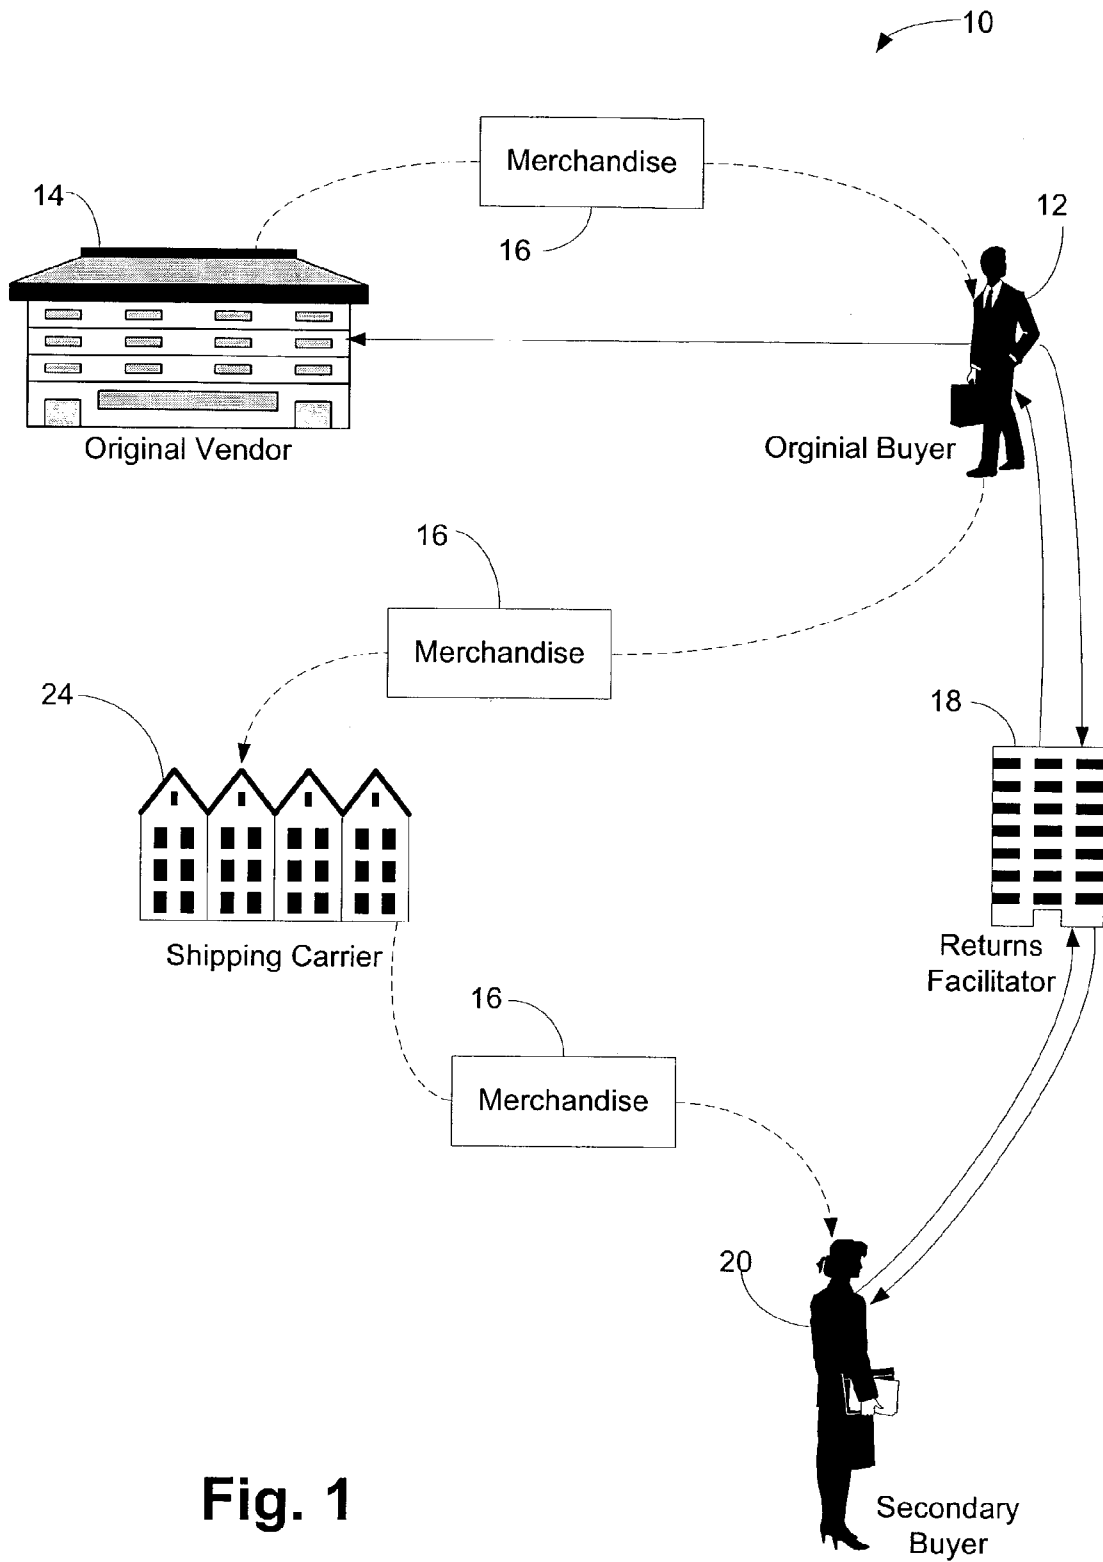 10
Merchandise
14
16
12
Original Vendor
Orginial Buyer
16
Merchandise
24
18
Shipping Carrier
Returns
Facilitator
16
Merchandise
20
Fig. 1
Secondary
Buyer